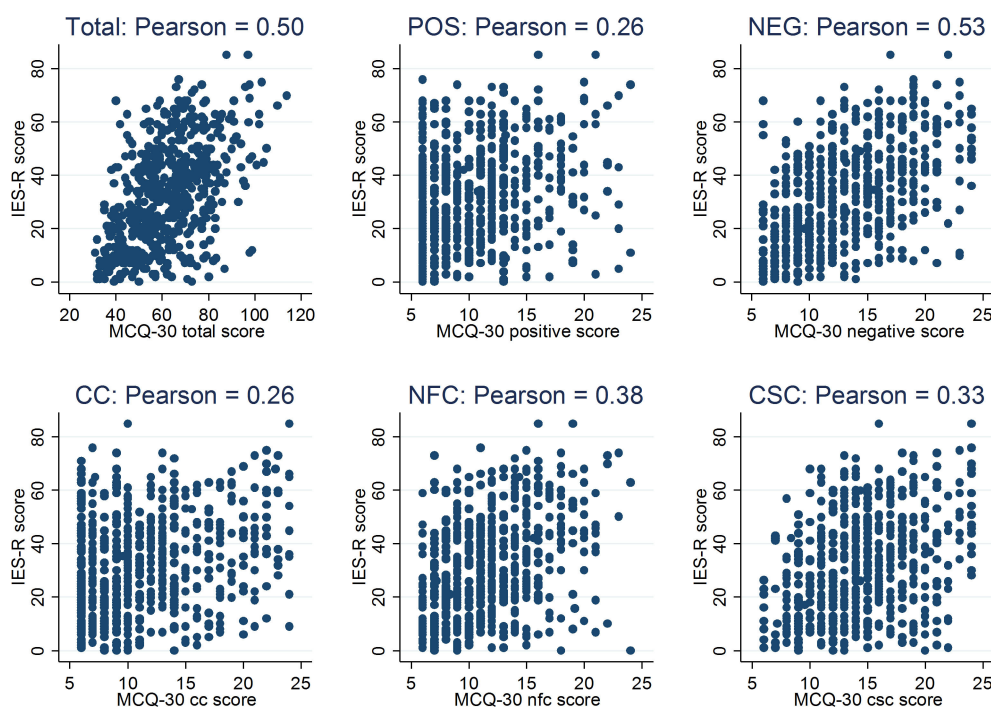 Total: Pearson = 0.50
IES-R score
80
60
40
20
0
20 40 60 80 100 120
MCQ-30 total score
POS: Pearson = 0.26
IES-R score
80
60
40
20
0
5 10 15 20 25
MCQ-30 positive score
NEG: Pearson = 0.53
IES-R score
80
60
40
20
0
5 10 15 20 25
MCQ-30 negative score
CC: Pearson = 0.26
IES-R score
80
60
40
20
0
5 10 15 20 25
MCQ-30 cc score
NFC: Pearson = 0.38
IES-R score
80
60
40
20
0
5 10 15 20 25
MCQ-30 nfc score
CSC: Pearson = 0.33
IES-R score
80
60
40
20
0
5 10 15 20 25
MCQ-30 csc score